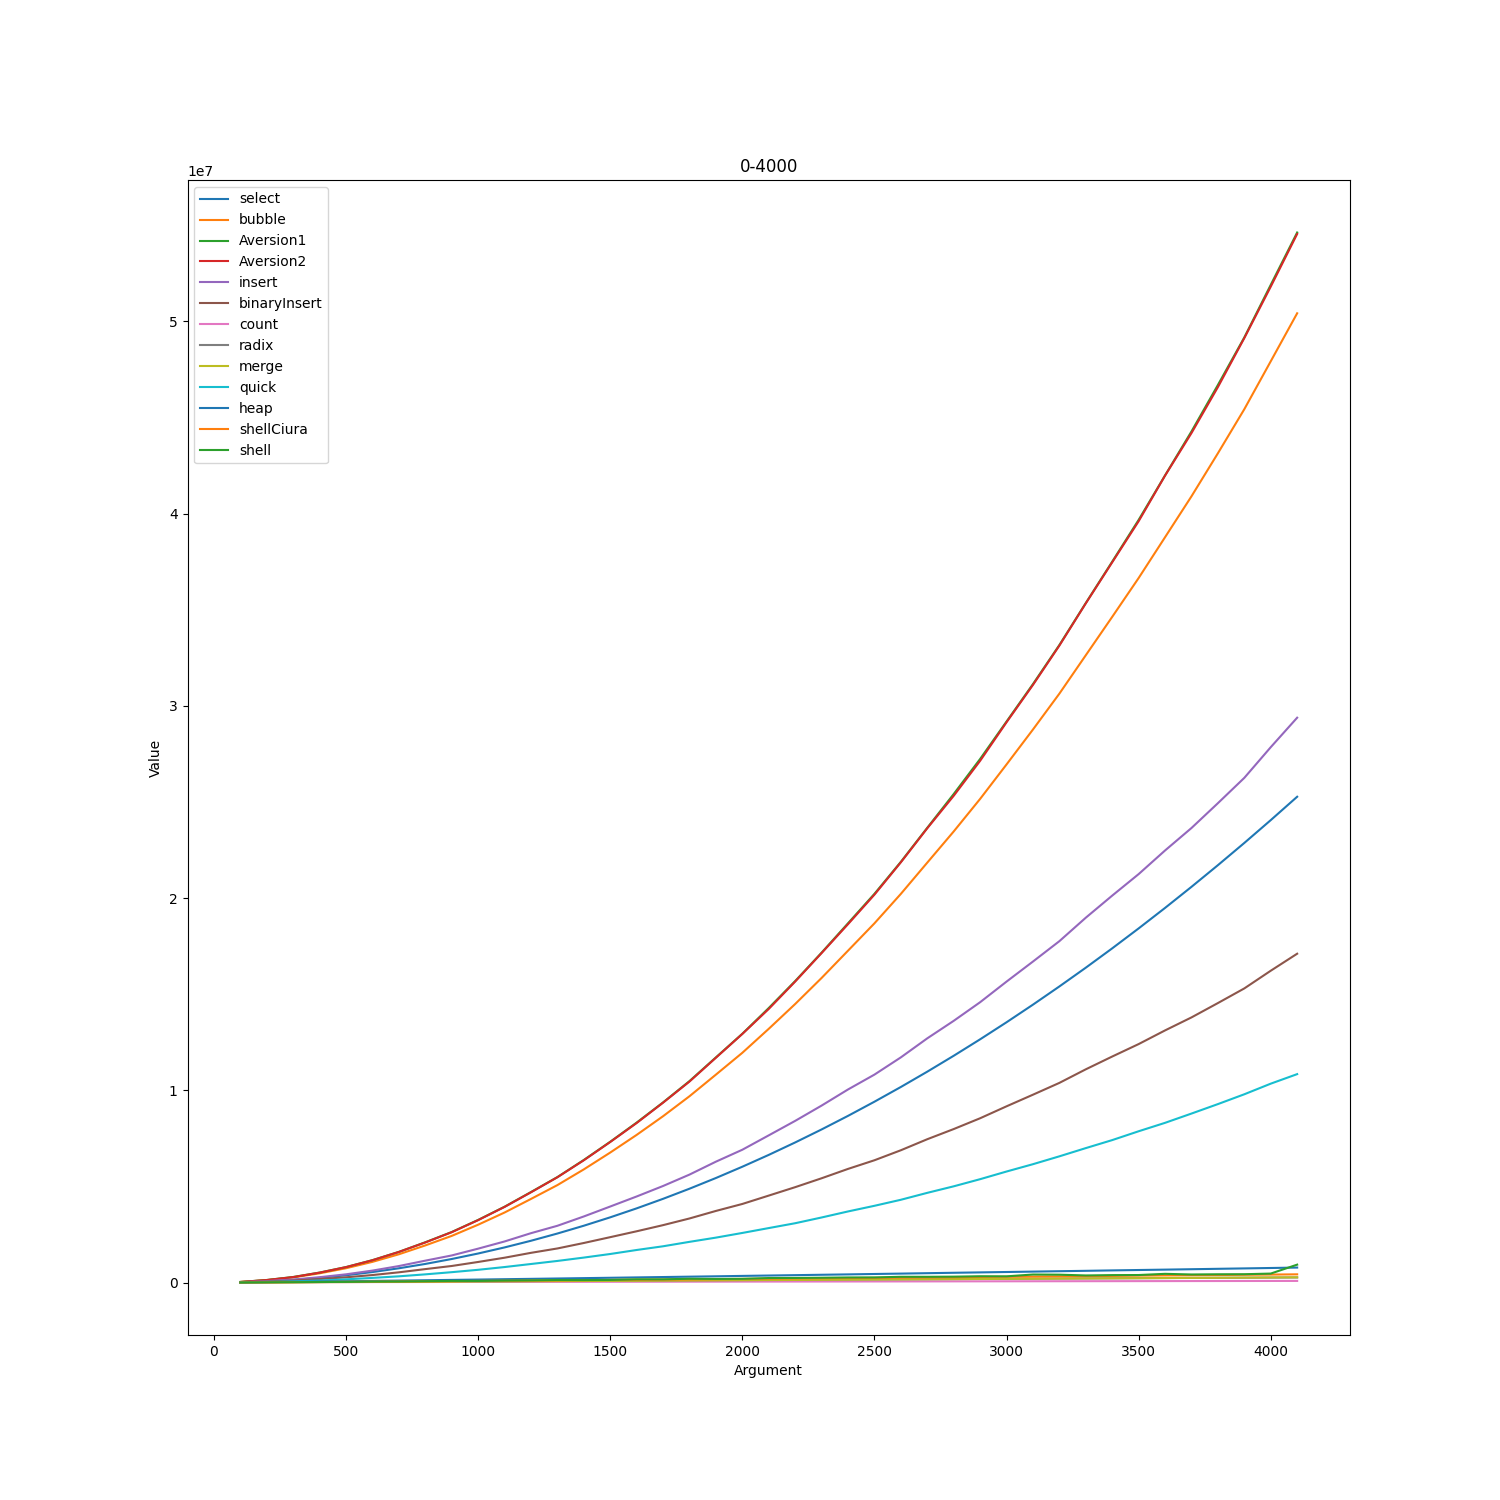 0-4000
1e7
select
bubble
Aversion1
Aversion2
insert
binaryInsert
count
radix
merge
quick
heap
shellCiura
shell
5
4
3
2
1
0
Value
0 500 1000 1500 2000 2500 3000 3500 4000
Argument